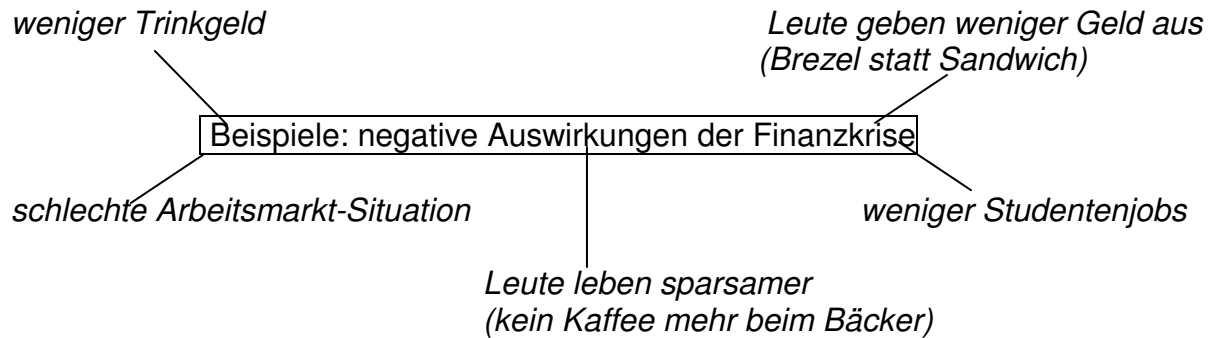 weniger Trinkgeld
Leute geben weniger Geld aus
(Brezel statt Sandwich)
Beispiele: negative Auswirkungen der Finanzkrise
schlechte Arbeitsmarkt-Situation
weniger Studentenjobs
Leute leben sparsamer
(kein Kaffee mehr beim Bäcker)